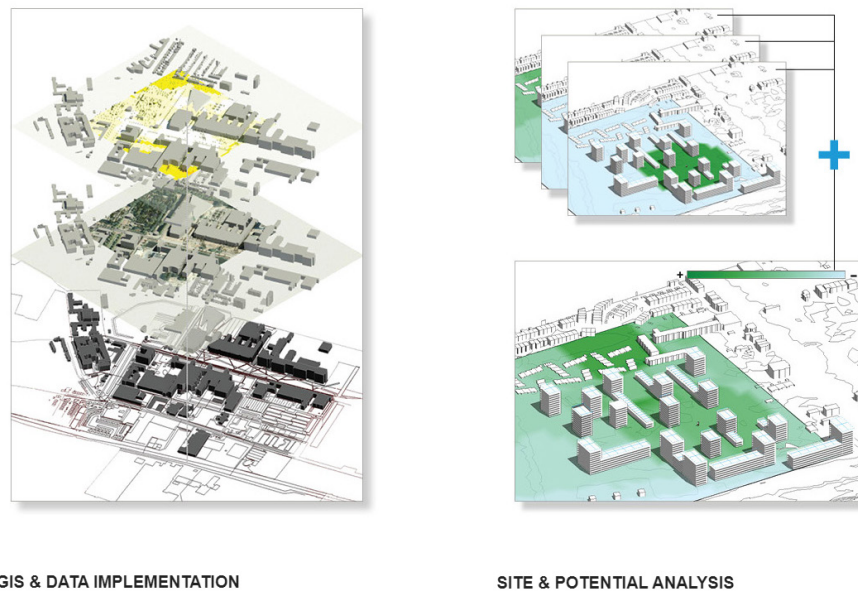 + -
GIS & DATA IMPLEMENTATION
SITE & POTENTIAL ANALYSIS